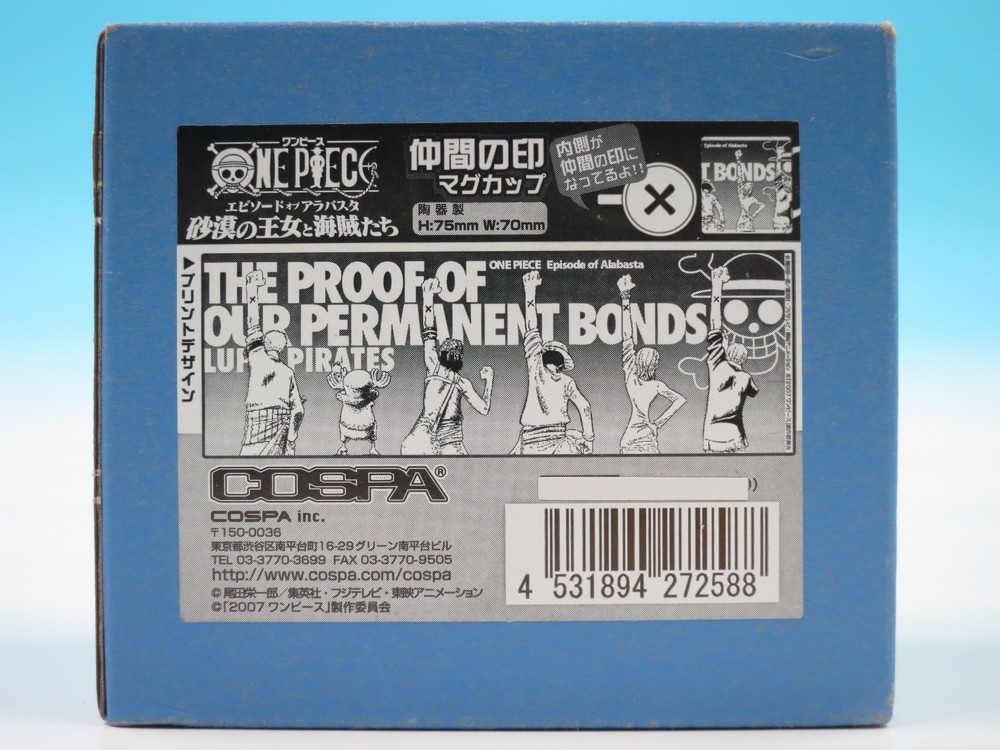 ワンピース
ONE PIECE
エピソードオブアラバスタ
砂漠の王女と海賊たち
仲間の印
マグカップ
陶器製
H:75mm W:70mm
内側が
仲間の印に
なってるよ!!
Episode of Alabasta
T BONDS
▶プリントデザイン
THE PROOF OF
ONE PIECE Episode of Alabasta
OUR PERMANENT BONDS
PIRATES
COSPA®
COSPA inc.
〒150-0036
東京都渋谷区南平台町16-29グリーン南平台ビル
TEL 03-3770-3699 FAX 03-3770-9505
http://www.cospa.com/cospa
©尾田栄一郎/集英社・フジテレビ・東映アニメーション
©「2007 ワンピース」製作委員会
4 531894 272588